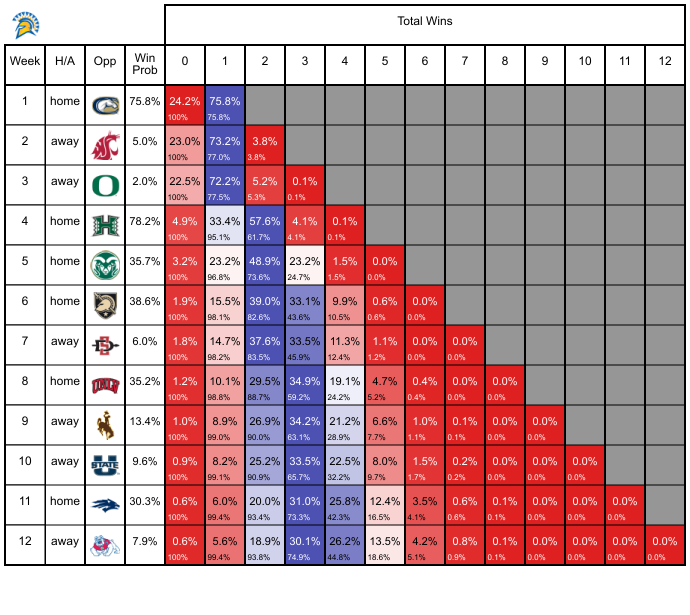 Total Wins
Week H/A Opp Win Prob 0 1 2 3 4 5 6 7 8 9 10 11 12
1 home C 75.8% 24.2% 75.8%
100% 75.8%
2 away 5.0% 23.0% 73.2% 3.8%
100% 77.0% 3.8%
3 away O 2.0% 22.5% 72.2% 5.2% 0.1%
100% 77.5% 5.3% 0.1%
4 home H 78.2% 4.9% 33.4% 57.6% 4.1% 0.1%
100% 95.1% 61.7% 4.1% 0.1%
5 home 35.7% 3.2% 23.2% 48.9% 23.2% 1.5% 0.0%
100% 96.8% 73.6% 24.7% 1.5% 0.0%
6 home 38.6% 1.9% 15.5% 39.0% 33.1% 9.9% 0.6% 0.0%
100% 98.1% 82.6% 43.6% 10.5% 0.6% 0.0%
7 away SD 6.0% 1.8% 14.7% 37.6% 33.5% 11.3% 1.1% 0.0% 0.0%
100% 98.2% 83.5% 45.9% 12.4% 1.2% 0.0% 0.0%
8 home UNLV 35.2% 1.2% 10.1% 29.5% 34.9% 19.1% 4.7% 0.4% 0.0% 0.0%
100% 98.8% 88.7% 59.2% 24.2% 5.2% 0.4% 0.0% 0.0%
9 away 13.4% 1.0% 8.9% 26.9% 34.2% 21.2% 6.6% 1.0% 0.1% 0.0% 0.0%
100% 99.0% 90.0% 63.1% 28.9% 7.7% 1.1% 0.1% 0.0% 0.0%
10 away U STATE 9.6% 0.9% 8.2% 25.2% 33.5% 22.5% 8.0% 1.5% 0.2% 0.0% 0.0% 0.0%
100% 99.1% 90.9% 65.7% 32.2% 9.7% 1.7% 0.2% 0.0% 0.0% 0.0%
11 home 30.3% 0.6% 6.0% 20.0% 31.0% 25.8% 12.4% 3.5% 0.6% 0.1% 0.0% 0.0% 0.0%
100% 99.4% 93.4% 73.3% 42.3% 16.5% 4.1% 0.6% 0.1% 0.0% 0.0% 0.0%
12 away 7.9% 0.6% 5.6% 18.9% 30.1% 26.2% 13.5% 4.2% 0.8% 0.1% 0.0% 0.0% 0.0% 0.0%
100% 99.4% 93.8% 74.9% 44.8% 18.6% 5.1% 0.9% 0.1% 0.0% 0.0% 0.0% 0.0%